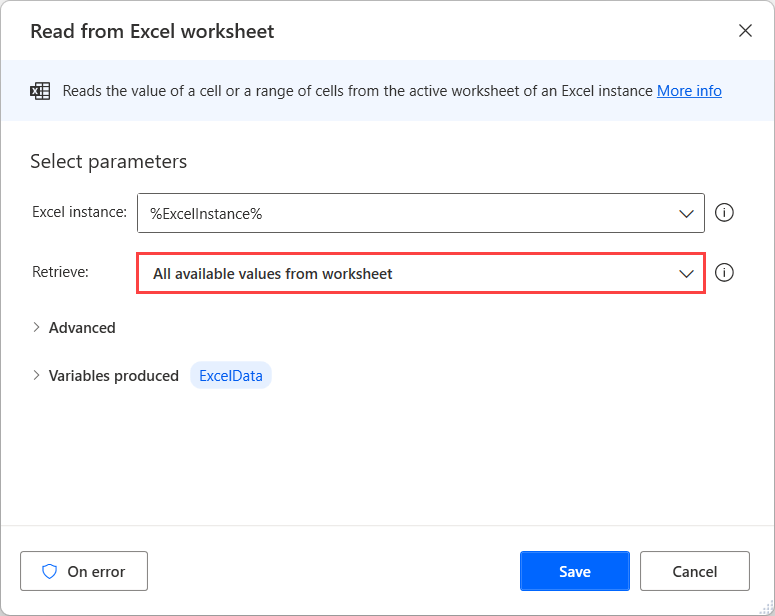 Read from Excel worksheet
Reads the value of a cell or a range of cells from the active worksheet of an Excel instance More info
Select parameters
Excel instance: %ExcelInstance%
Retrieve: All available values from worksheet
Advanced
Variables produced ExcelData
On error Save Cancel